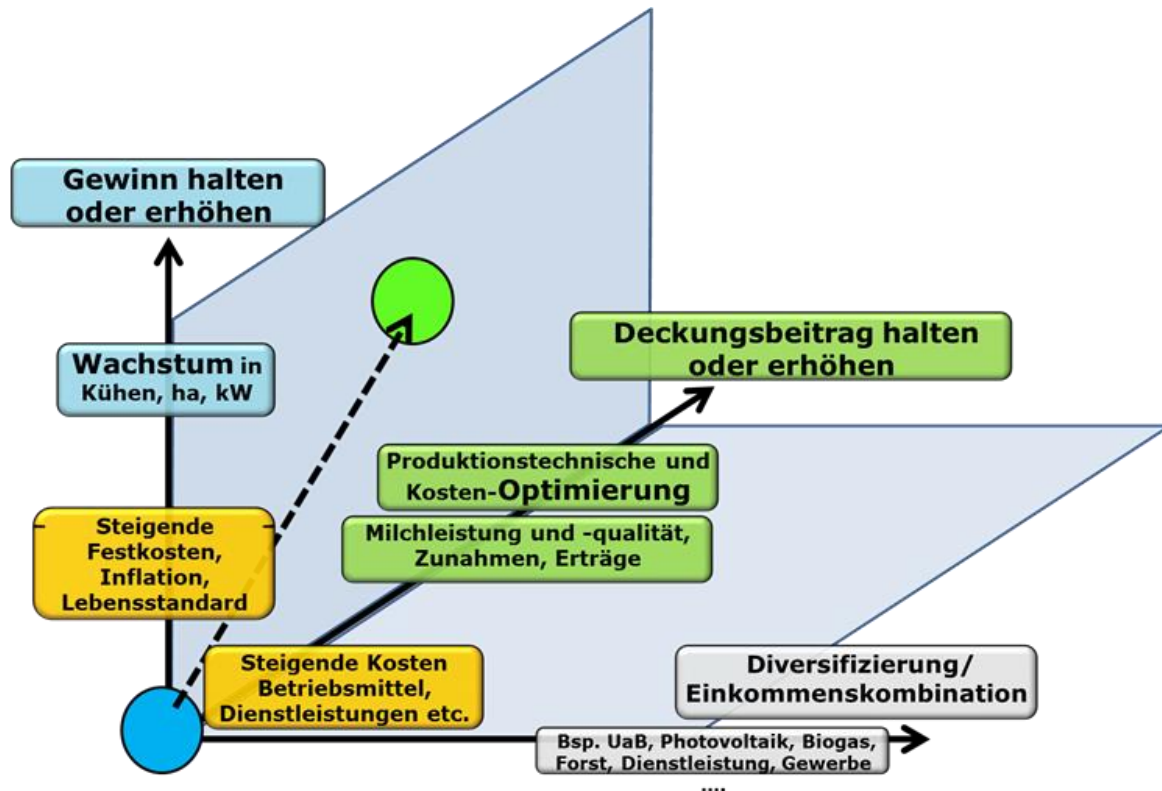 Gewinn halten
oder erhöhen
Wachstum in
Kühen, ha, kW
Deckungsbeitrag halten
oder erhöhen
Produktionstechnische und
Kosten-Optimierung
Milchleistung und -qualität,
Zunahmen, Erträge
Steigende
Festkosten,
Inflation,
Lebensstandard
Steigende Kosten
Betriebsmittel,
Dienstleistungen etc.
Diversifizierung/
Einkommenskombination
Bsp. UaB, Photovoltaik, Biogas,
Forst, Dienstleistung, Gewerbe
....